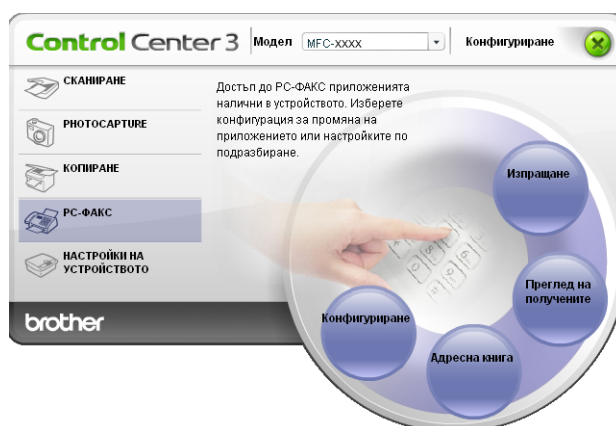 Control Center 3
Модел
MFC-XXXX
Конфигуриране
СКАНИРАНЕ
PHOTOCAPTURE
КОПИРАНЕ
РС-ФАКС
НАСТРОЙКИ НА
УСТРОЙСТВОТО
Достъп до РС-ФАКС приложенията
налични в устройството. Изберете
конфигурация за промяна на
приложението или настройките по
подразбиране.
Изпращане
Преглед на
получените
Адресна книга
Конфигуриране
brother